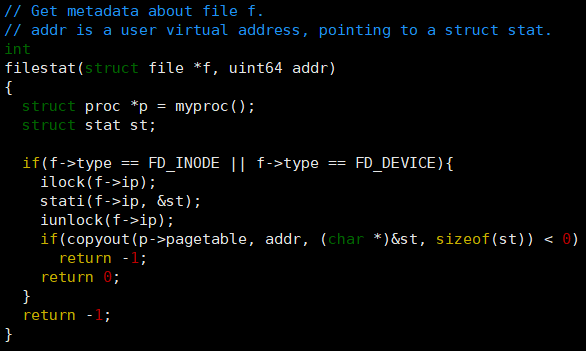 // Get metadata about file f.
// addr is a user virtual address, pointing to a struct stat.
int
filestat(struct file *f, uint64 addr)
{
  struct proc *p = myproc();
  struct stat st;

  if(f->type == FD_INODE || f->type == FD_DEVICE){
    ilock(f->ip);
    stati(f->ip, &st);
    iunlock(f->ip);
    if(copyout(p->pagetable, addr, (char *)&st, sizeof(st)) < 0)
      return -1;
    return 0;
  }
  return -1;
}